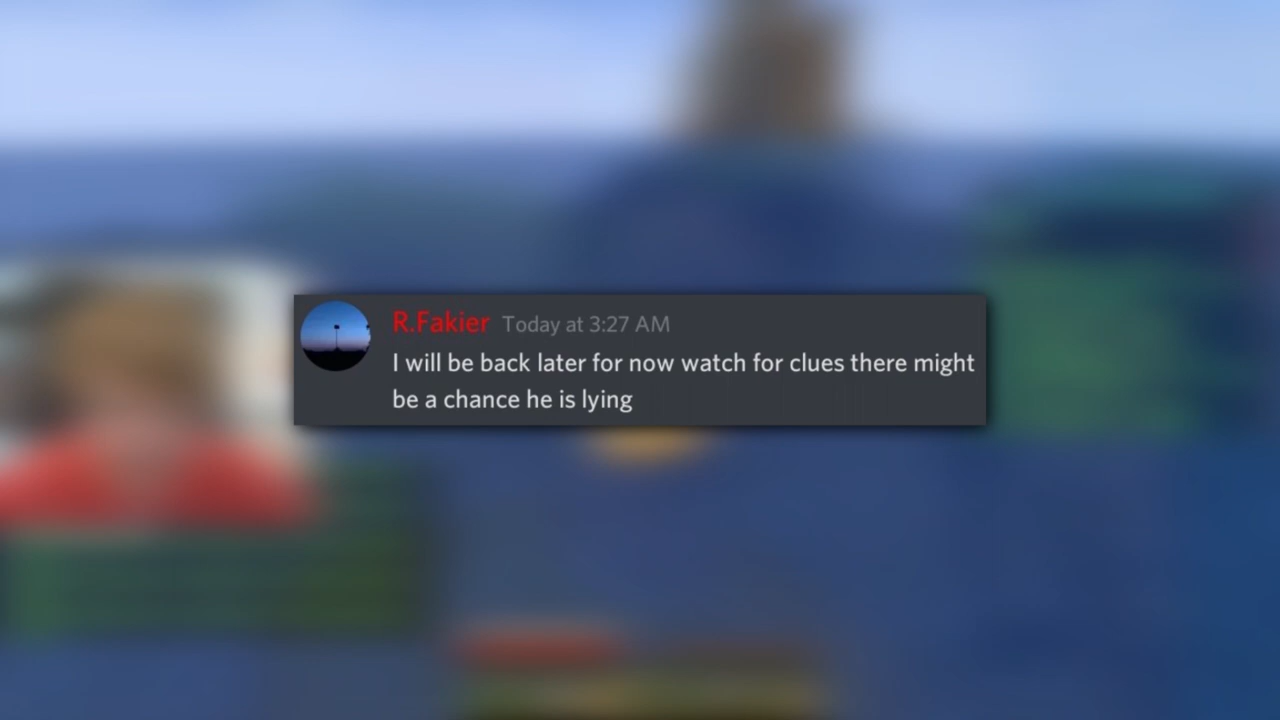 R.Fakier Today at 3:27 AM
I will be back later for now watch for clues there might
be a chance he is lying